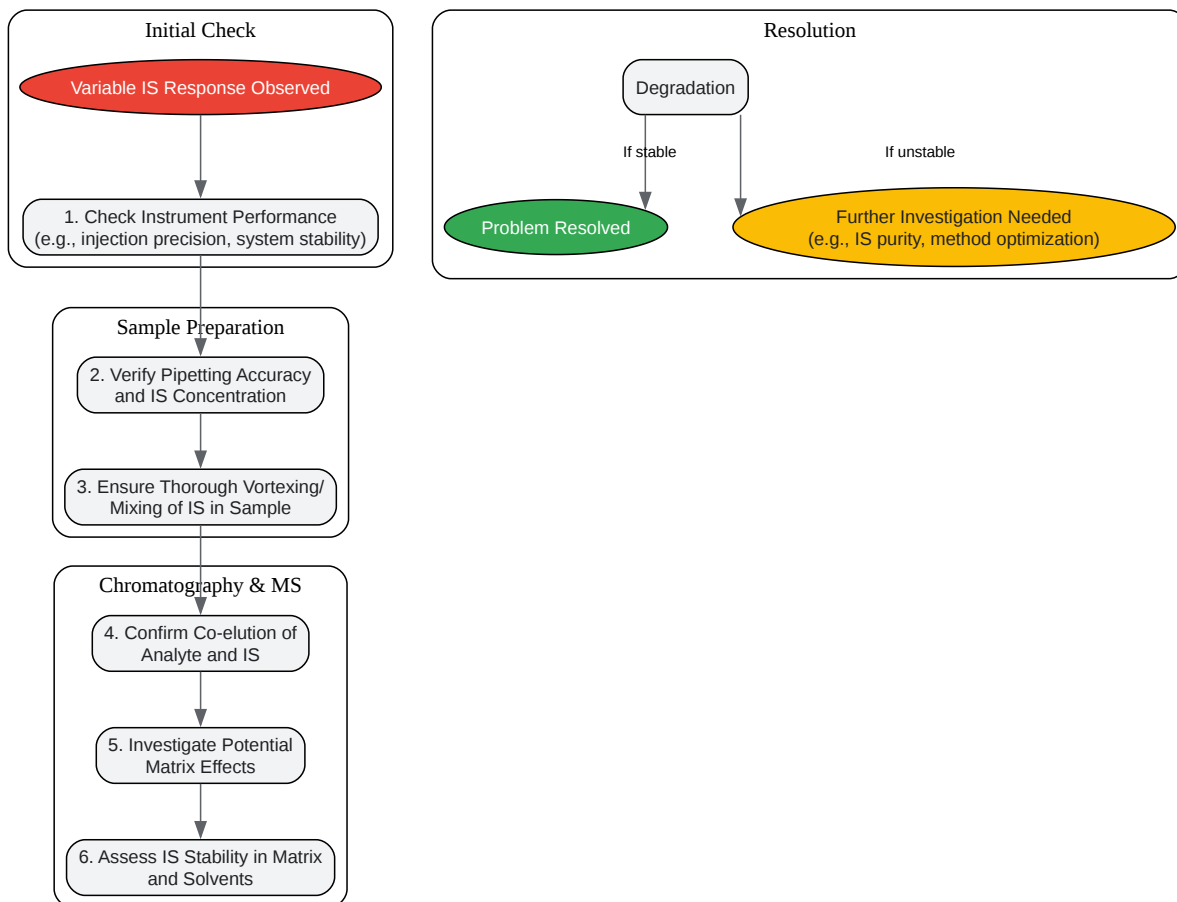 Initial Check
Variable IS Response Observed
1. Check Instrument Performance
(e.g., injection precision, system stability)
Sample Preparation
2. Verify Pipetting Accuracy
and IS Concentration
3. Ensure Thorough Vortexing/
Mixing of IS in Sample
Chromatography & MS
4. Confirm Co-elution of
Analyte and IS
5. Investigate Potential
Matrix Effects
6. Assess IS Stability in Matrix
and Solvents
Resolution
Degradation
If stable
If unstable
Problem Resolved
Further Investigation Needed
(e.g., IS purity, method optimization)